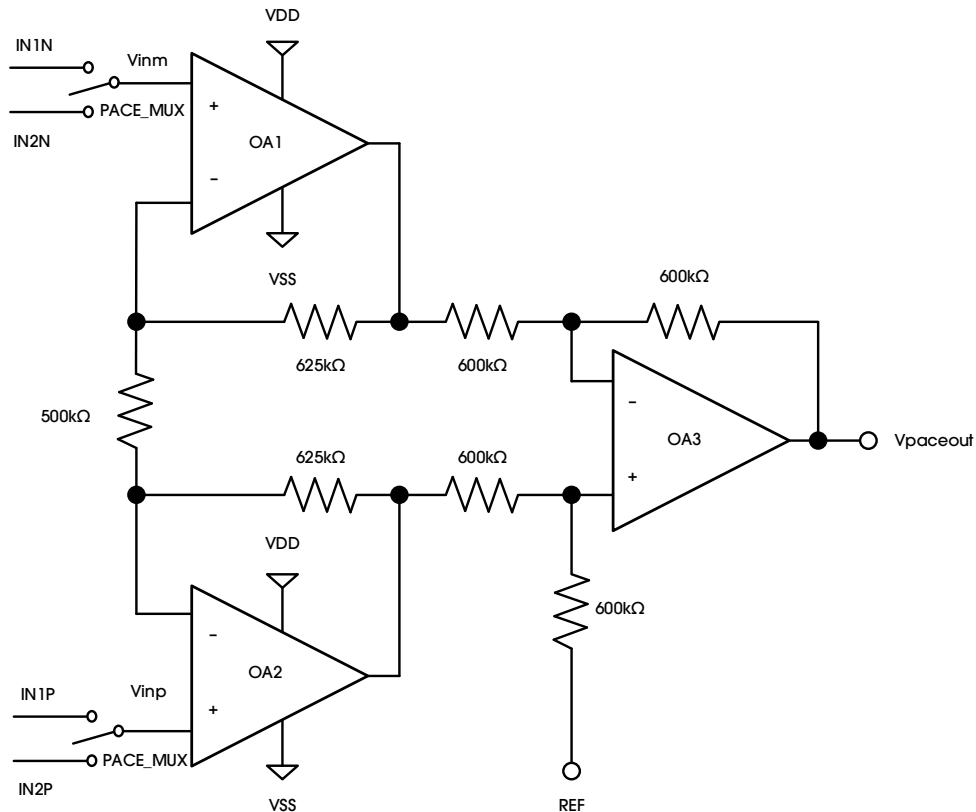 VDD
IN1N
Vinm
+
PACE_MUX
OA1
IN2N
−
VSS
600kΩ
625kΩ
600kΩ
−
500kΩ
OA3
Vpaceout
625kΩ
600kΩ
+
VDD
600kΩ
−
OA2
IN1P
Vinp
+
PACE_MUX
IN2P
VSS
REF